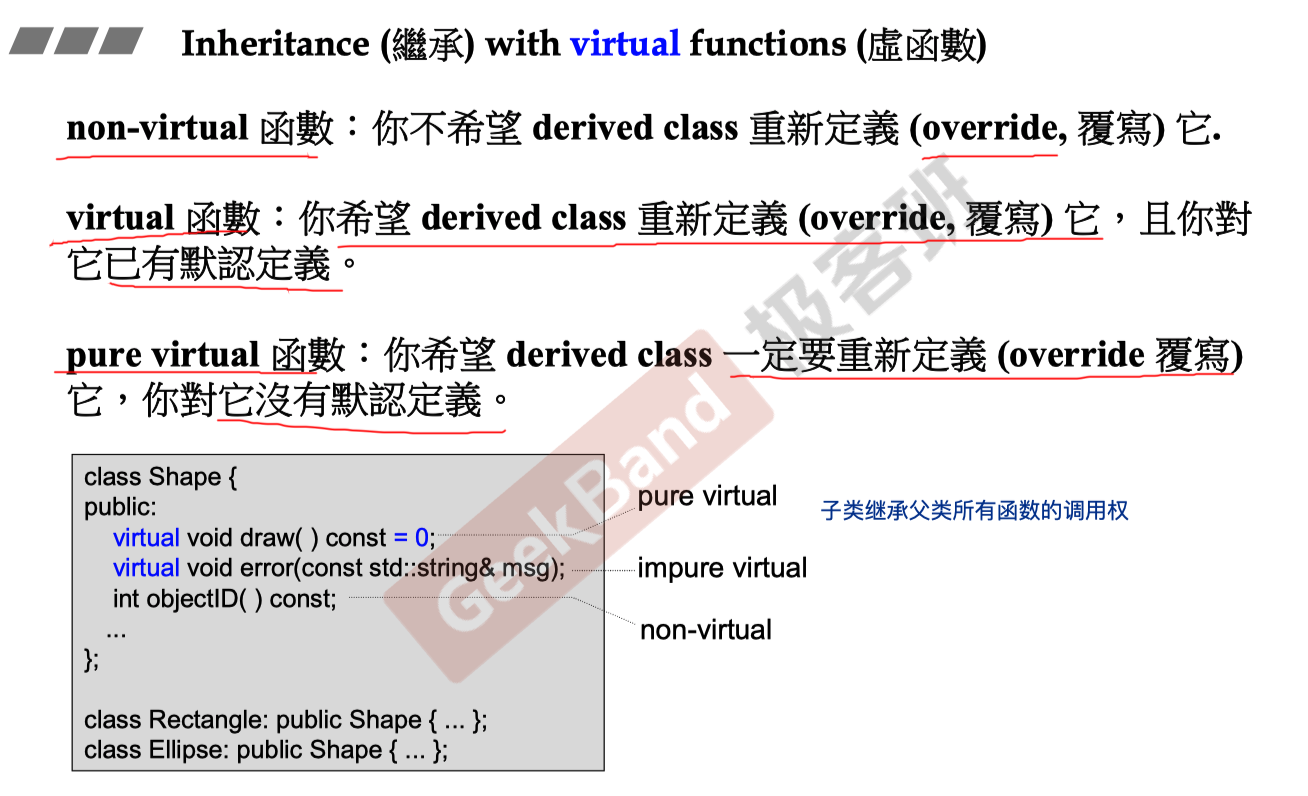 Inheritance (繼承) with virtual functions (虛函數)
non-virtual 函數：你不希望 derived class 重新定義 (override, 覆寫) 它.
virtual 函數：你希望 derived class 重新定義 (override, 覆寫) 它，且你對
它已有默認定義。
pure virtual 函數：你希望 derived class 一定要重新定義 (override 覆寫)
它，你對它沒有默認定義。
class Shape {
public:
virtual void draw( ) const = 0;
virtual void error(const std::string& msg);
int objectID( ) const;
...
};
class Rectangle: public Shape { ... };
class Ellipse: public Shape { ... };
pure virtual
impure virtual
non-virtual
子类继承父类所有函数的调用权
GeekBand 极客班